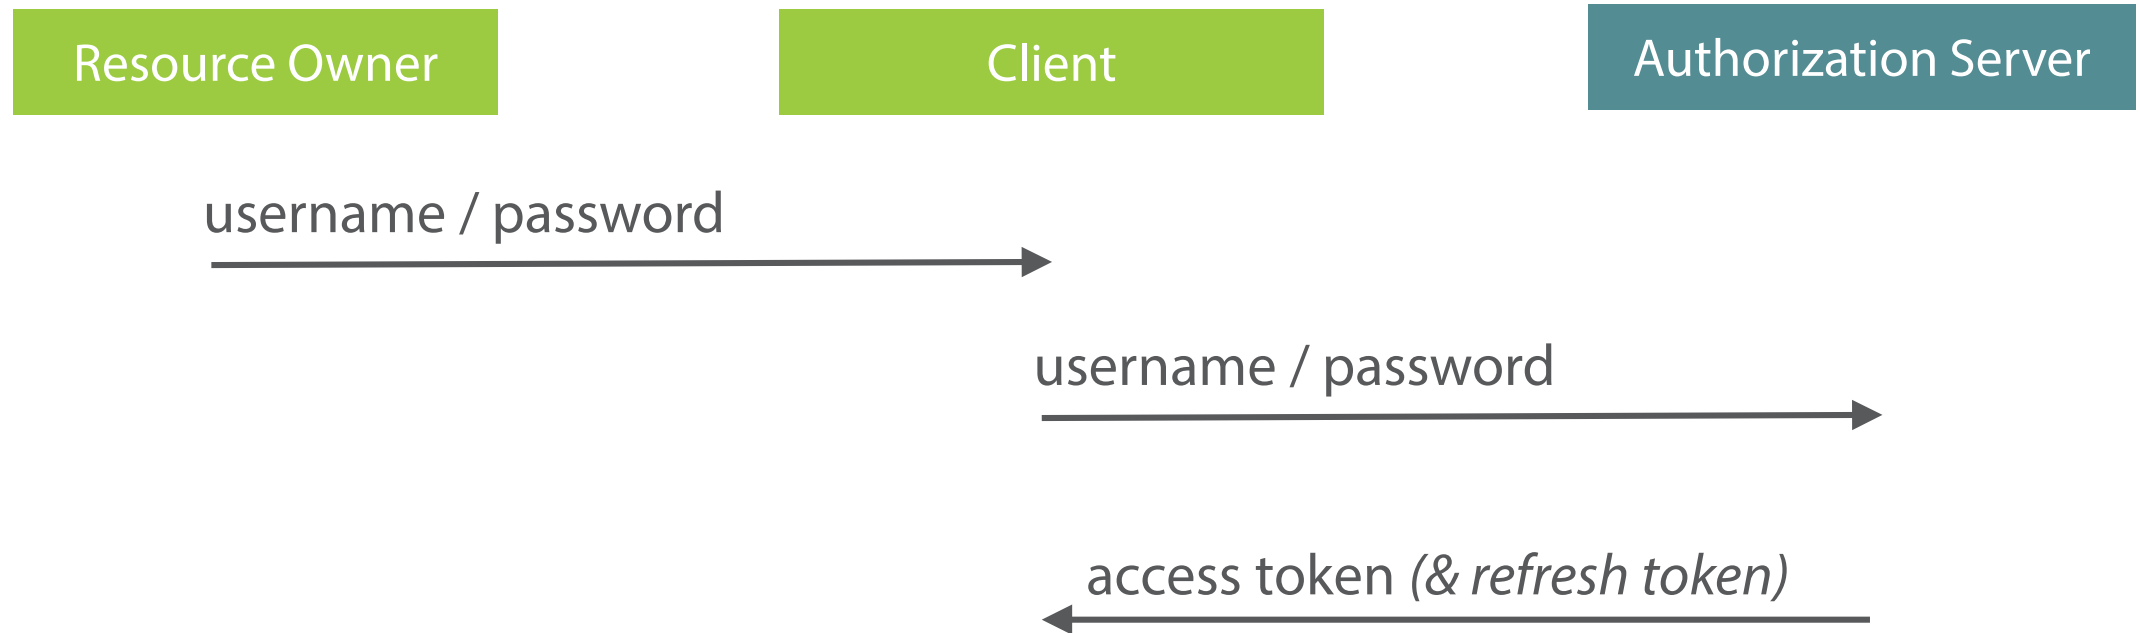 Resource Owner
Client
Authorization Server
username / password
username / password
access token (& refresh token)